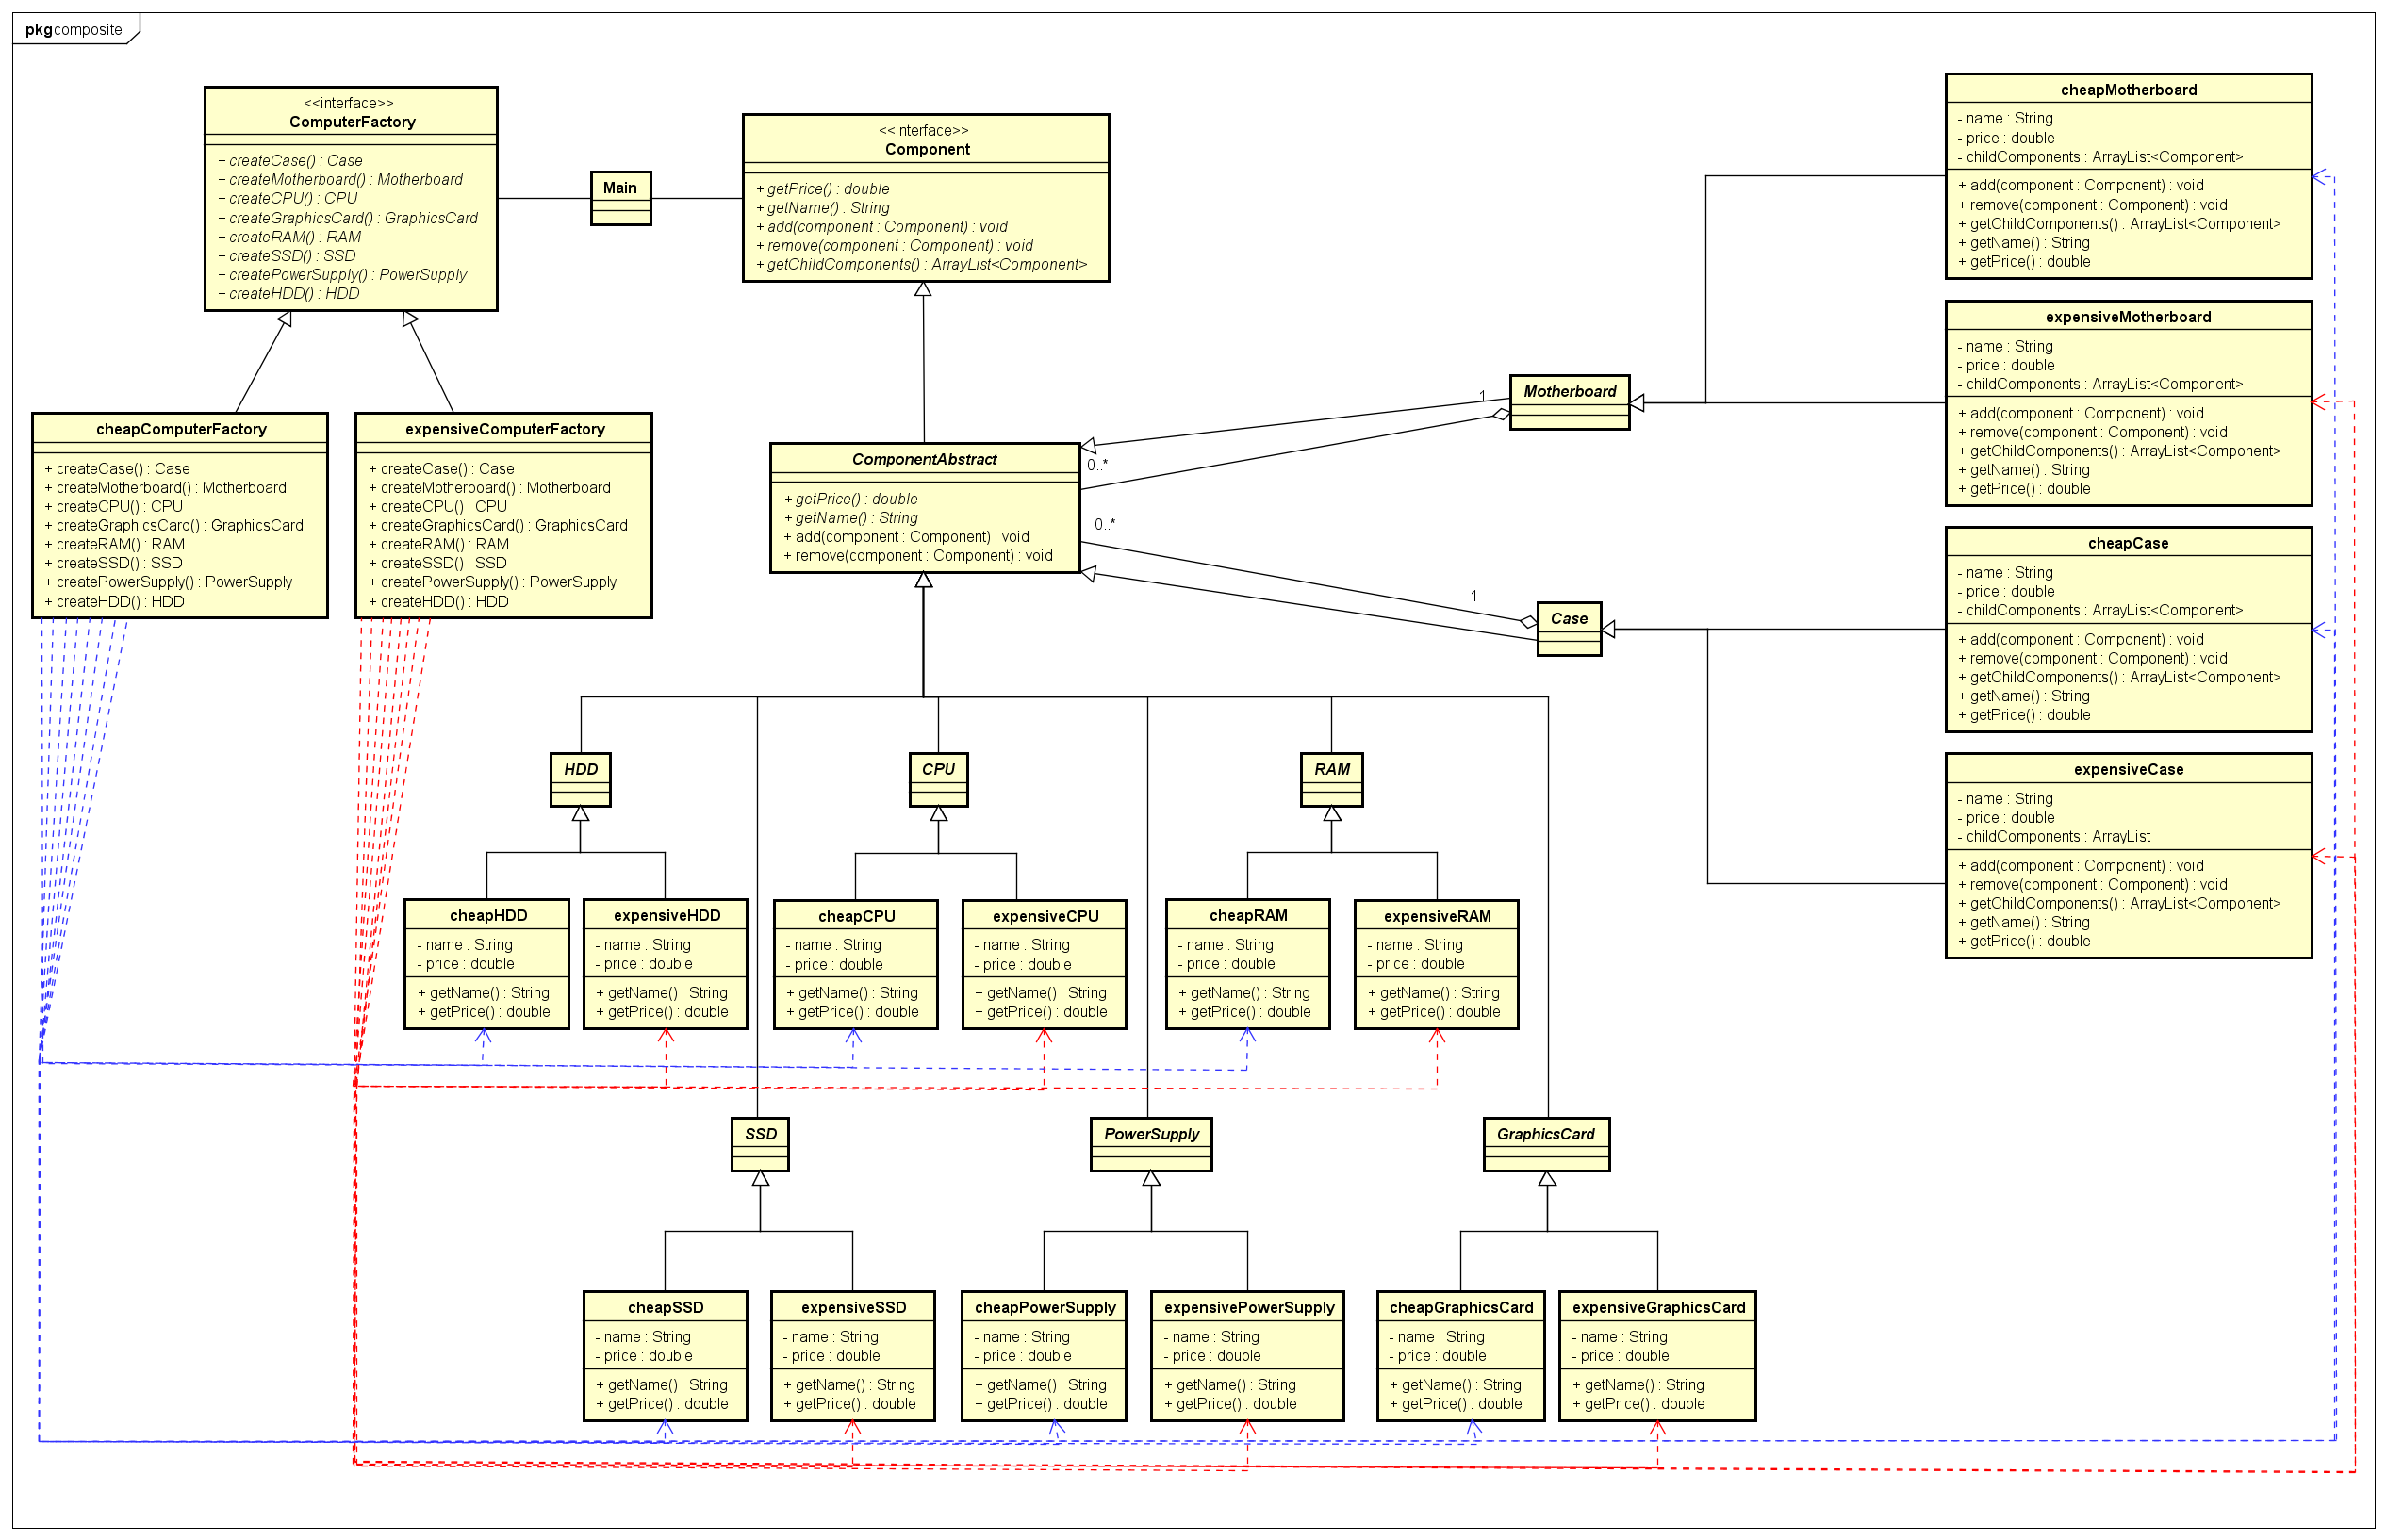 pkg composite
<<interface>>
ComputerFactory
+ createCase() : Case
+ createMotherboard() : Motherboard
+ createCPU() : CPU
+ createGraphicsCard() : GraphicsCard
+ createRAM() : RAM
+ createSSD() : SSD
+ createPowerSupply() : PowerSupply
+ createHDD() : HDD
Main
<<interface>>
Component
+ getPrice() : double
+ getName() : String
+ add(component : Component) : void
+ remove(component : Component) : void
+ getChildComponents() : ArrayList<Component>
cheapMotherboard
- name : String
- price : double
- childComponents : ArrayList<Component>
+ add(component : Component) : void
+ remove(component : Component) : void
+ getChildComponents() : ArrayList<Component>
+ getName() : String
+ getPrice() : double
expensiveMotherboard
- name : String
- price : double
- childComponents : ArrayList<Component>
+ add(component : Component) : void
+ remove(component : Component) : void
+ getChildComponents() : ArrayList<Component>
+ getName() : String
+ getPrice() : double
cheapComputerFactory
+ createCase() : Case
+ createMotherboard() : Motherboard
+ createCPU() : CPU
+ createGraphicsCard() : GraphicsCard
+ createRAM() : RAM
+ createSSD() : SSD
+ createPowerSupply() : PowerSupply
+ createHDD() : HDD
expensiveComputerFactory
+ createCase() : Case
+ createMotherboard() : Motherboard
+ createCPU() : CPU
+ createGraphicsCard() : GraphicsCard
+ createRAM() : RAM
+ createSSD() : SSD
+ createPowerSupply() : PowerSupply
+ createHDD() : HDD
ComponentAbstract
+ getPrice() : double
+ getName() : String
+ add(component : Component) : void
+ remove(component : Component) : void
1
0..*
Motherboard
0..*
1
Case
cheapCase
- name : String
- price : double
- childComponents : ArrayList<Component>
+ add(component : Component) : void
+ remove(component : Component) : void
+ getChildComponents() : ArrayList<Component>
+ getName() : String
+ getPrice() : double
expensiveCase
- name : String
- price : double
- childComponents : ArrayList
+ add(component : Component) : void
+ remove(component : Component) : void
+ getChildComponents() : ArrayList<Component>
+ getName() : String
+ getPrice() : double
HDD
CPU
RAM
cheapHDD
- name : String
- price : double
+ getName() : String
+ getPrice() : double
expensiveHDD
- name : String
- price : double
+ getName() : String
+ getPrice() : double
cheapCPU
- name : String
- price : double
+ getName() : String
+ getPrice() : double
expensiveCPU
- name : String
- price : double
+ getName() : String
+ getPrice() : double
cheapRAM
- name : String
- price : double
+ getName() : String
+ getPrice() : double
expensiveRAM
- name : String
- price : double
+ getName() : String
+ getPrice() : double
SSD
PowerSupply
GraphicsCard
cheapSSD
- name : String
- price : double
+ getName() : String
+ getPrice() : double
expensiveSSD
- name : String
- price : double
+ getName() : String
+ getPrice() : double
cheapPowerSupply
- name : String
- price : double
+ getName() : String
+ getPrice() : double
expensivePowerSupply
- name : String
- price : double
+ getName() : String
+ getPrice() : double
cheapGraphicsCard
- name : String
- price : double
+ getName() : String
+ getPrice() : double
expensiveGraphicsCard
- name : String
- price : double
+ getName() : String
+ getPrice() : double